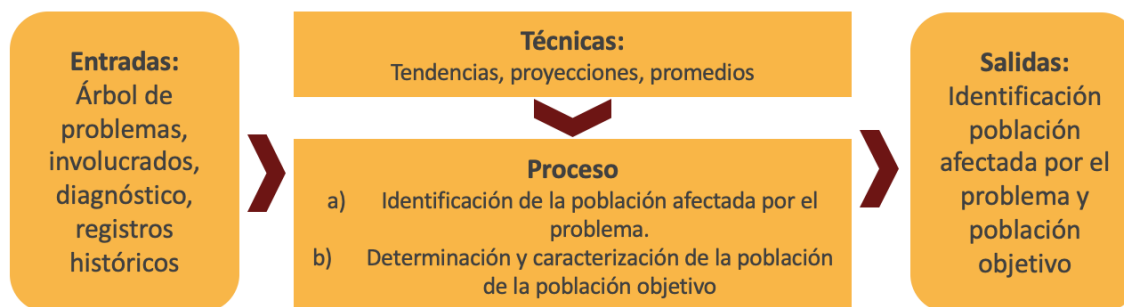 Entradas:
Árbol de
problemas,
involucrados,
diagnóstico,
registros
históricos
Técnicas:
Tendencias, proyecciones, promedios
Proceso
a) Identificación de la población afectada por el
problema.
b) Determinación y caracterización de la población
de la población objetivo
Salidas:
Identificación
población
afectada por el
problema y
población
objetivo